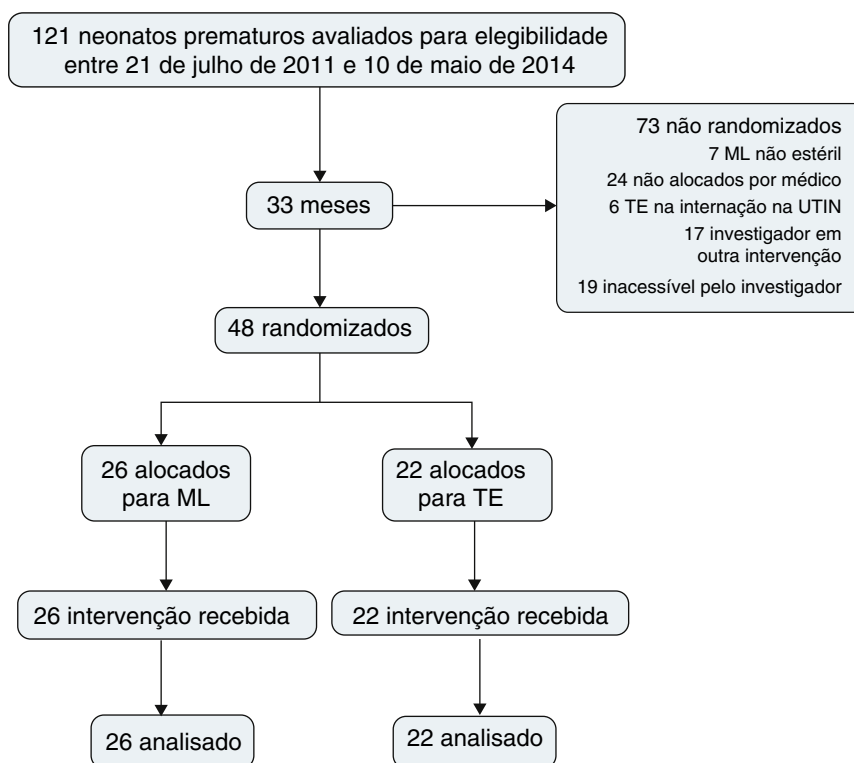 121 neonatos prematuros avaliados para elegibilidade
entre 21 de julho de 2011 e 10 de maio de 2014
73 não randomizados
7 ML não estéril
24 não alocados por médico
6 TE na internação na UTIN
17 investigador em
outra intervenção
19 inacessível pelo investigador
33 meses
48 randomizados
26 alocados
para ML
22 alocados
para TE
26 intervenção recebida
22 intervenção recebida
26 analisado
22 analisado